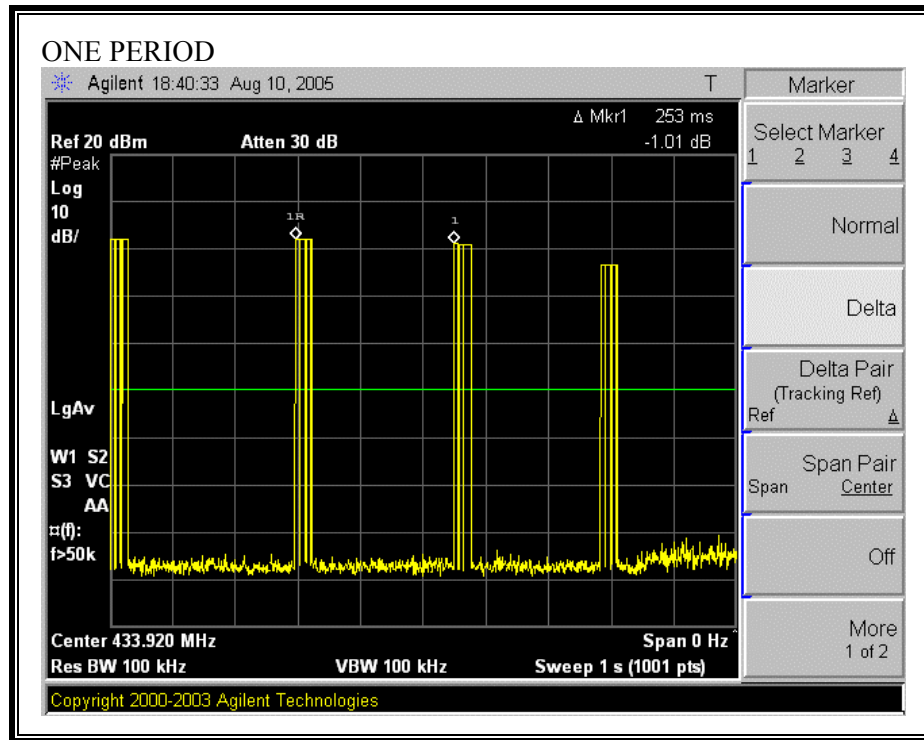 ONE PERIOD
Agilent 18:40:33 Aug 10, 2005 T
Δ Mkr1 253 ms
Ref 20 dBm Atten 30 dB -1.01 dB
#Peak
Log
10
dB/
1R
1
LgAv
W1 S2
S3 VC
AA
¤(f):
f>50k
Center 433.920 MHz Span 0 Hz^
Res BW 100 kHz VBW 100 kHz Sweep 1 s (1001 pts)
Copyright 2000-2003 Agilent Technologies
Marker
Select Marker
1 2 3 4
Normal
Delta
Delta Pair
(Tracking Ref)
Ref Δ
Span Pair
Span Center
Off
More
1 of 2